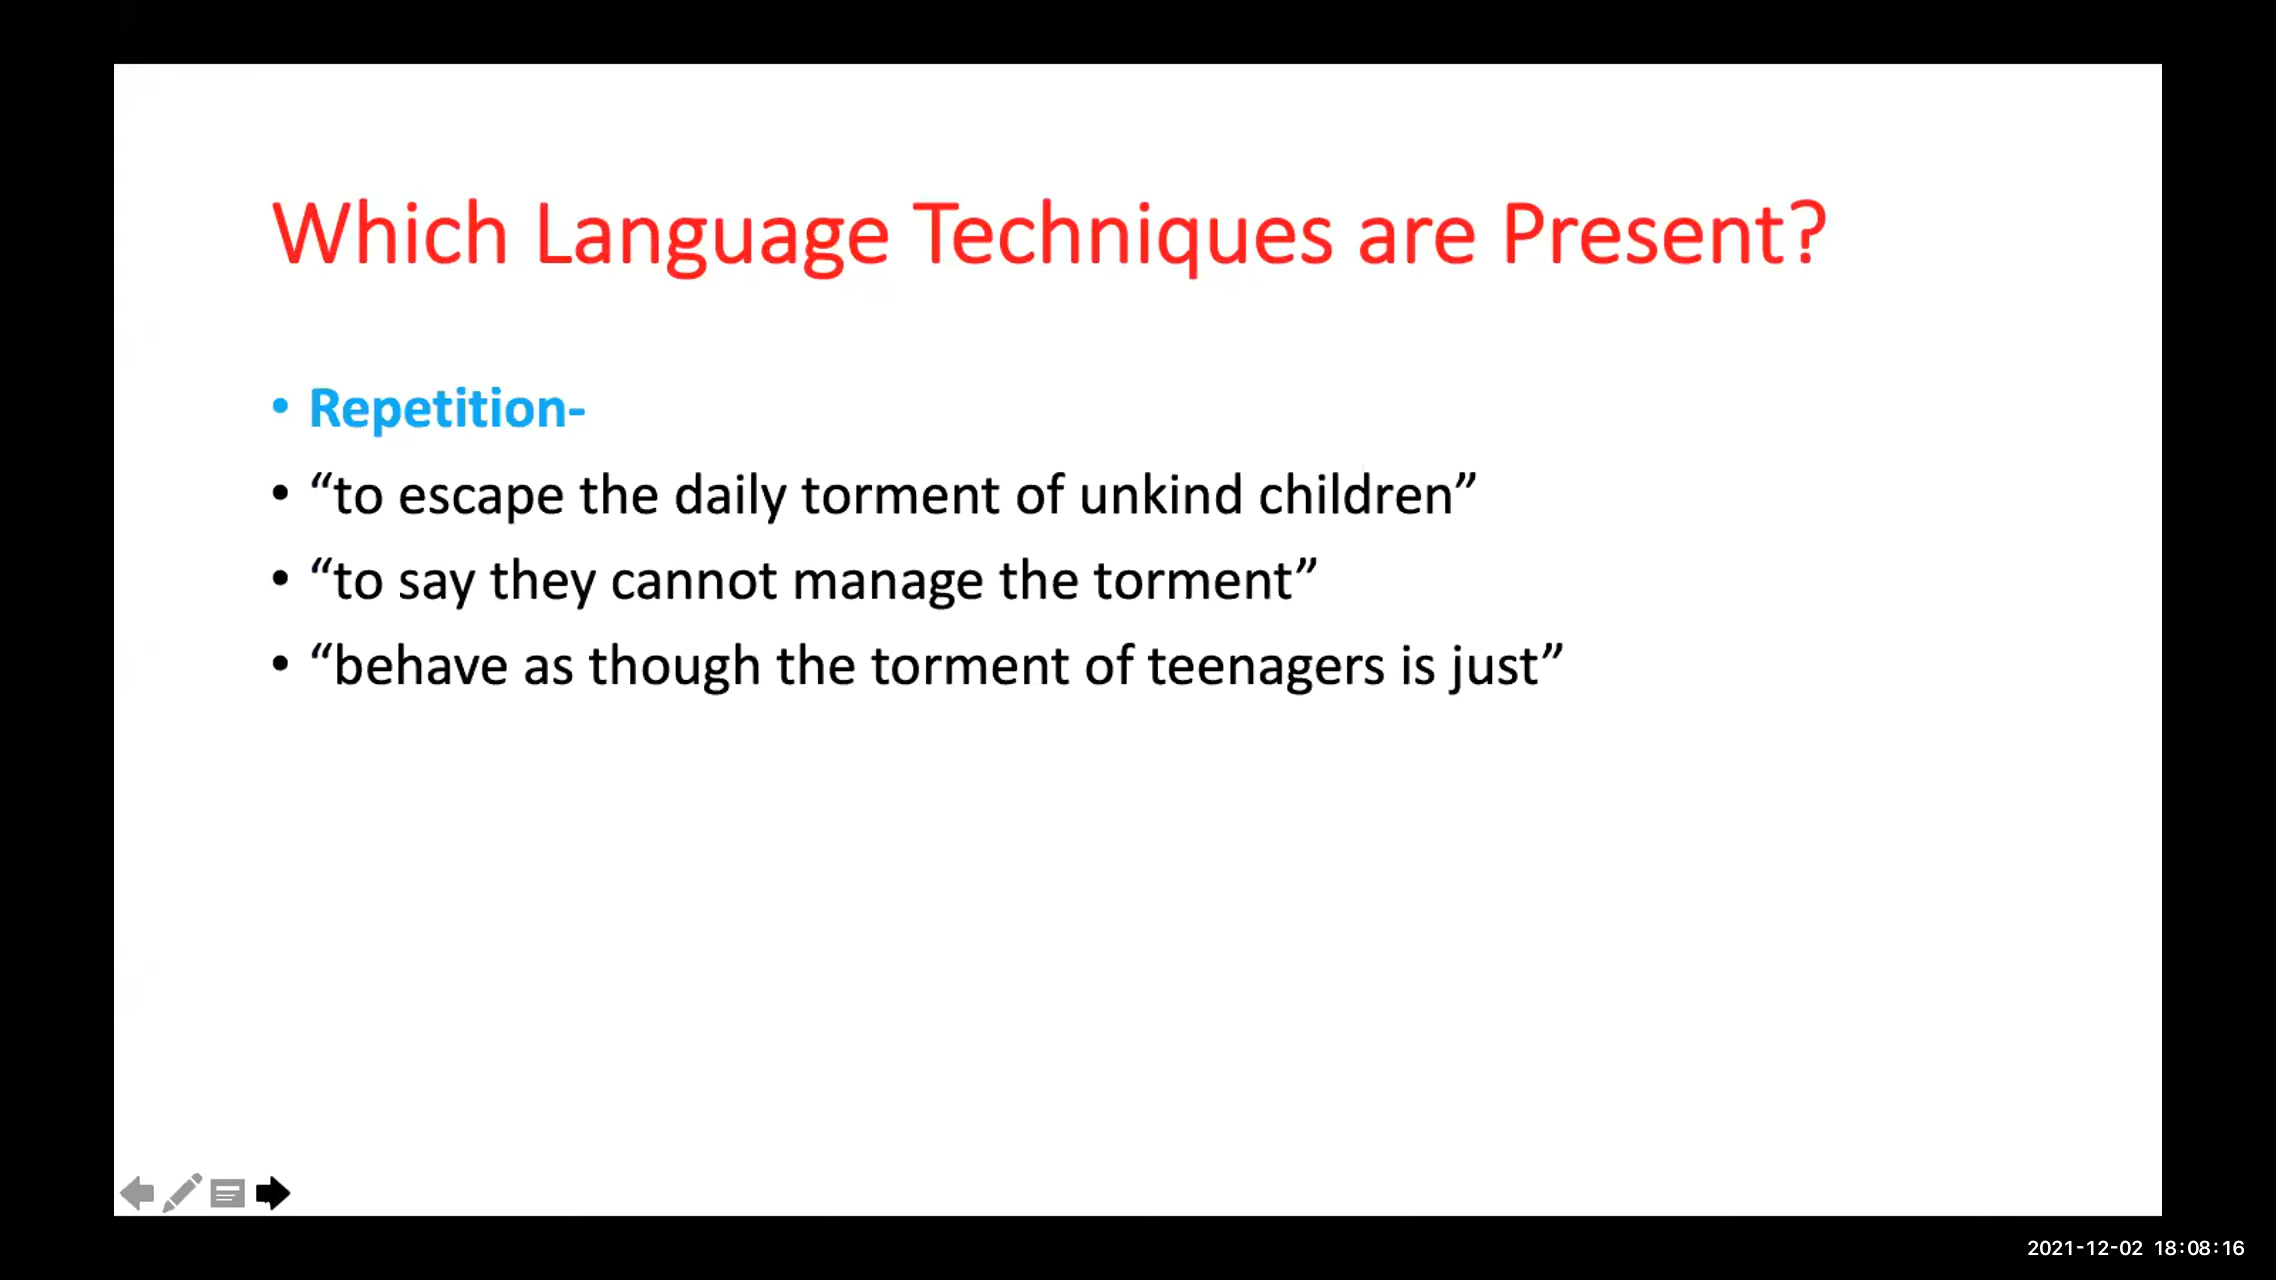 Which Language Techniques are Present?
• Repetition-
• “to escape the daily torment of unkind children”
• “to say they cannot manage the torment”
• “behave as though the torment of teenagers is just”
2021-12-02 18:08:16